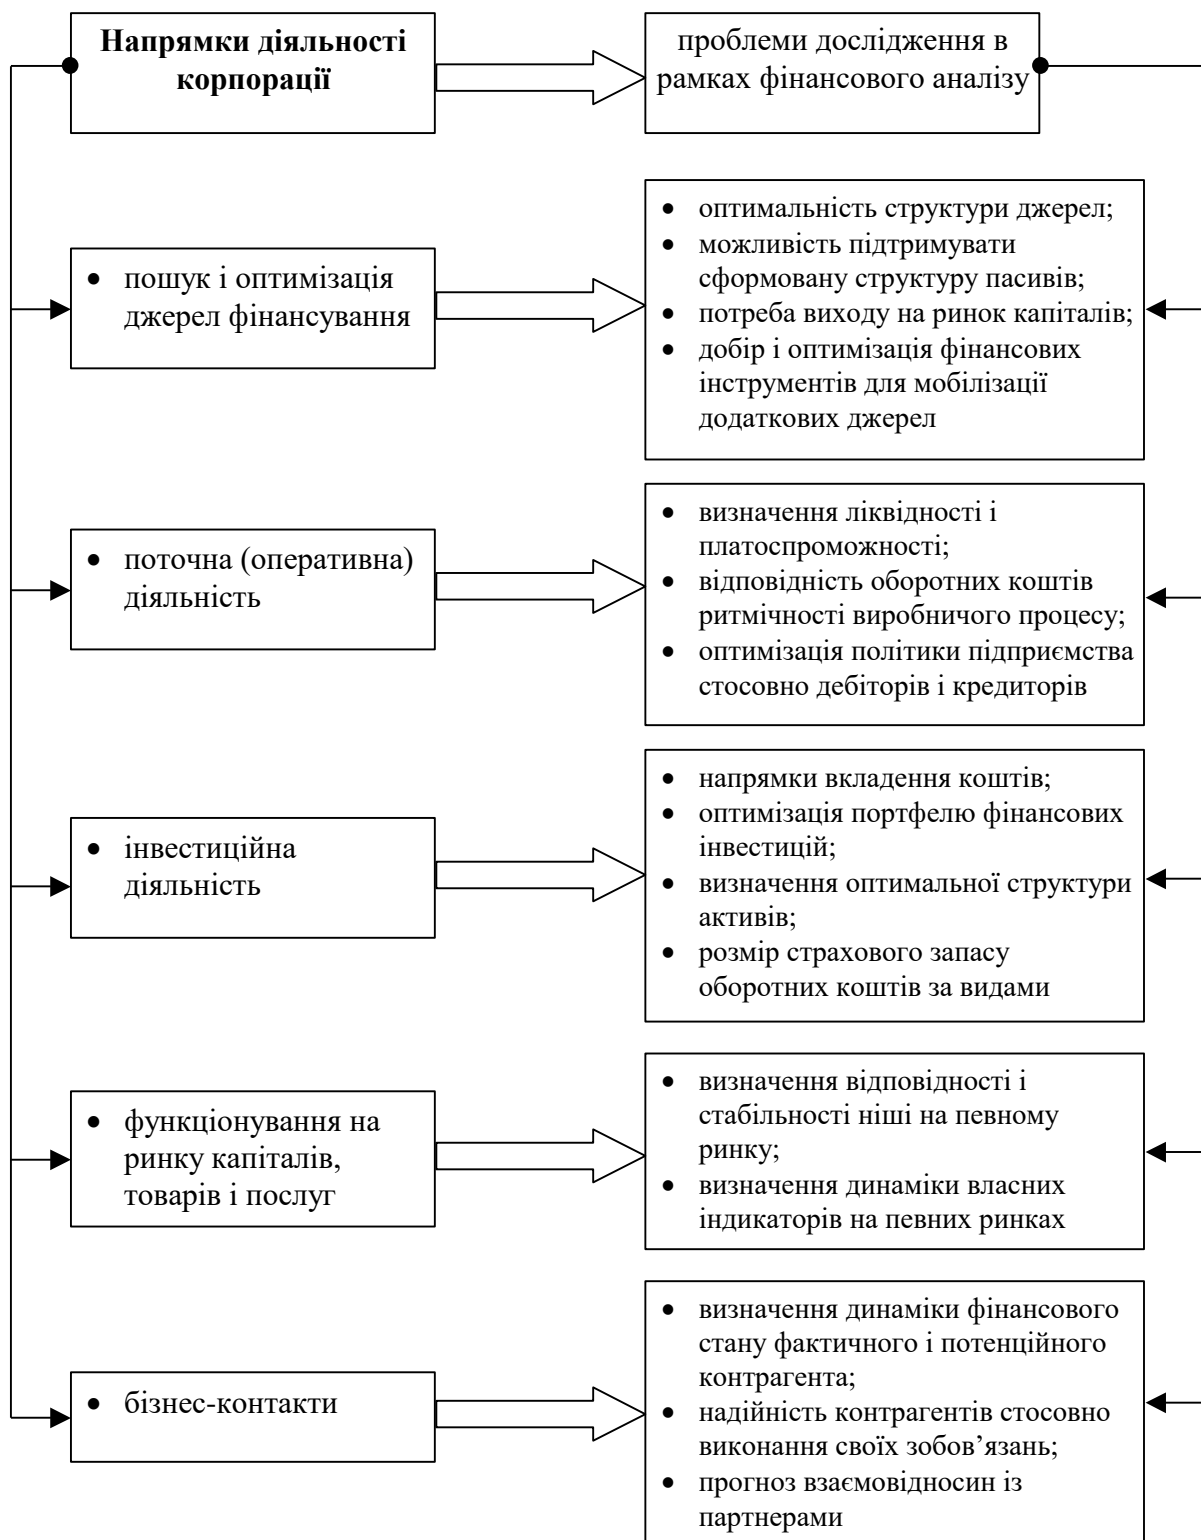 Напрямки діяльності
корпорації
проблеми дослідження в
рамках фінансового аналізу
• пошук і оптимізація
джерел фінансування
• оптимальність структури джерел;
• можливість підтримувати
сформовану структуру пасивів;
• потреба виходу на ринок капіталів;
• добір і оптимізація фінансових
інструментів для мобілізації
додаткових джерел
• поточна (оперативна)
діяльність
• визначення ліквідності і
платоспроможності;
• відповідність оборотних коштів
ритмічності виробничого процесу;
• оптимізація політики підприємства
стосовно дебіторів і кредиторів
• інвестиційна
діяльність
• напрямки вкладення коштів;
• оптимізація портфелю фінансових
інвестицій;
• визначення оптимальної структури
активів;
• розмір страхового запасу
оборотних коштів за видами
• функціонування на
ринку капіталів,
товарів і послуг
• визначення відповідності і
стабільності ніші на певному
ринку;
• визначення динаміки власних
індикаторів на певних ринках
• бізнес-контакти
• визначення динаміки фінансового
стану фактичного і потенційного
контрагента;
• надійність контрагентів стосовно
виконання своїх зобов’язань;
• прогноз взаємовідносин із
партнерами